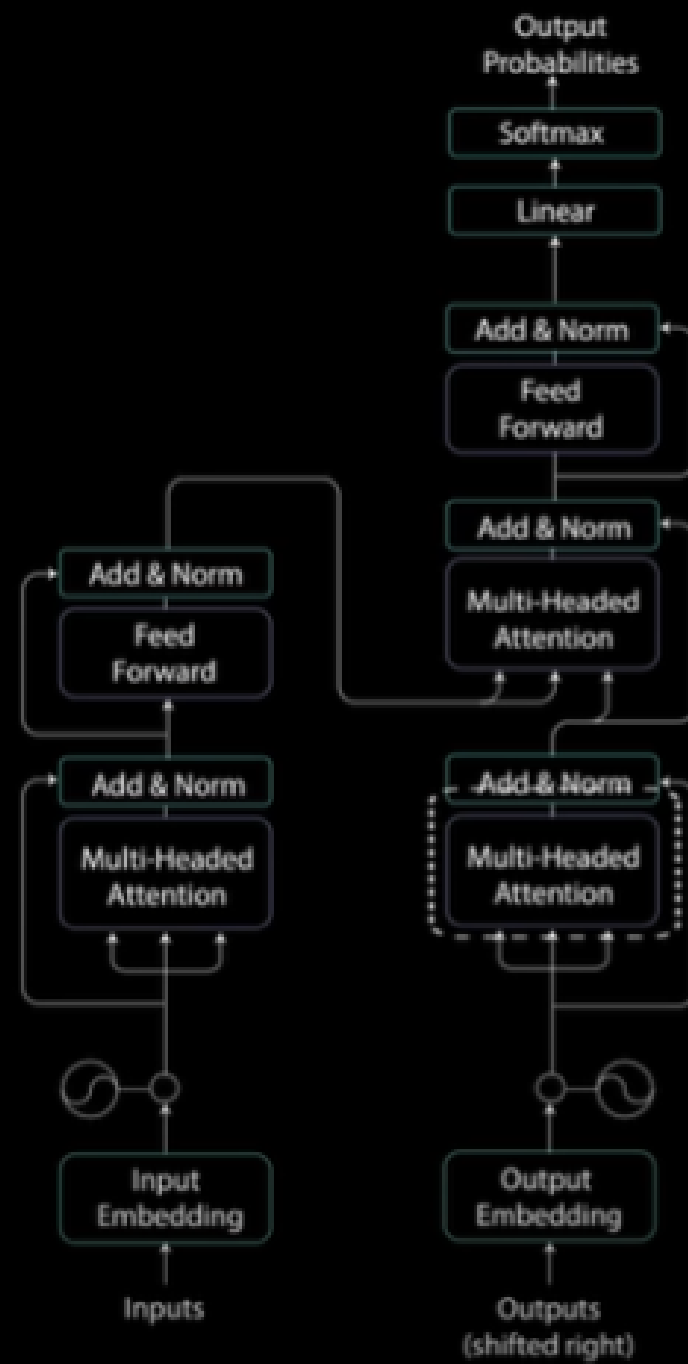 Output
Probabilities
Softmax
Linear
Add & Norm
Feed
Forward
Add & Norm
Multi-Headed
Attention
Add & Norm
Feed
Forward
Add & Norm
Multi-Headed
Attention
Add & Norm
Multi-Headed
Attention
Input
Embedding
Inputs
Output
Embedding
Outputs
(shifted right)